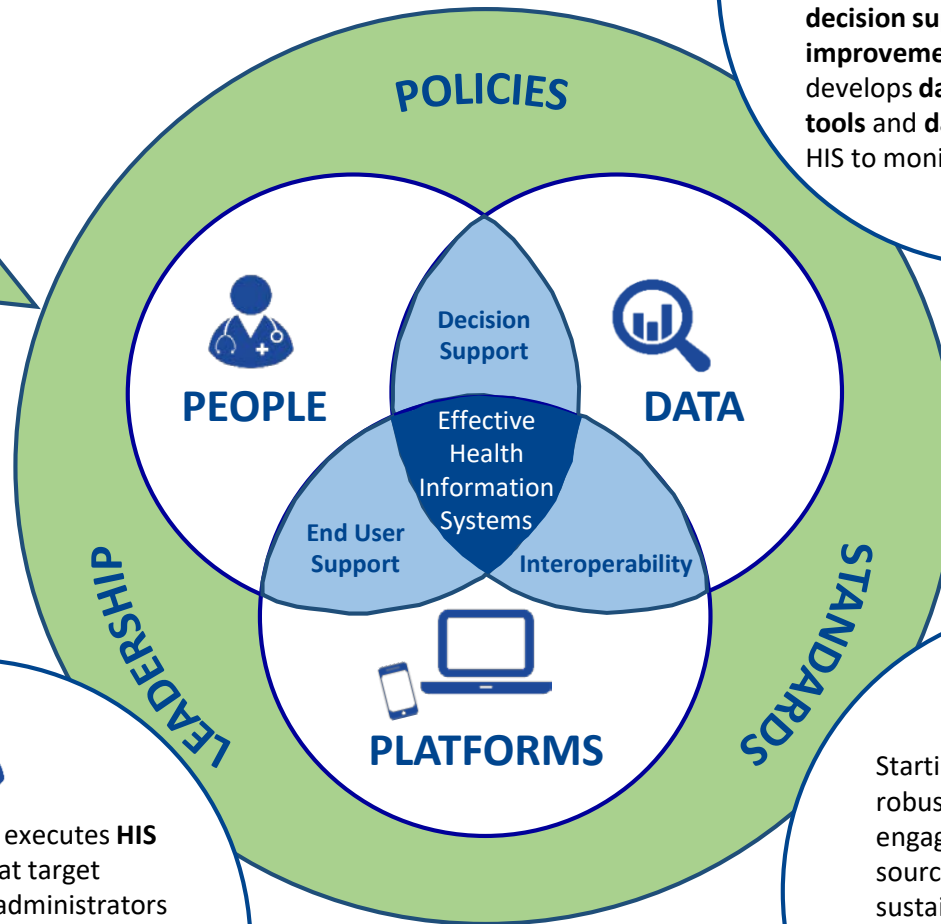 decision su
improveme
develops da
tools and da
HIS to moni
POLICIES
Decision
Support
PEOPLE
DATA
Effective
Health
Information
Systems
End User
Support
Interoperability
LEADERSHIP
STANDARDS
PLATFORMS
executes HIS
at target
administrators
Starti
robus
engag
sourc
sustai